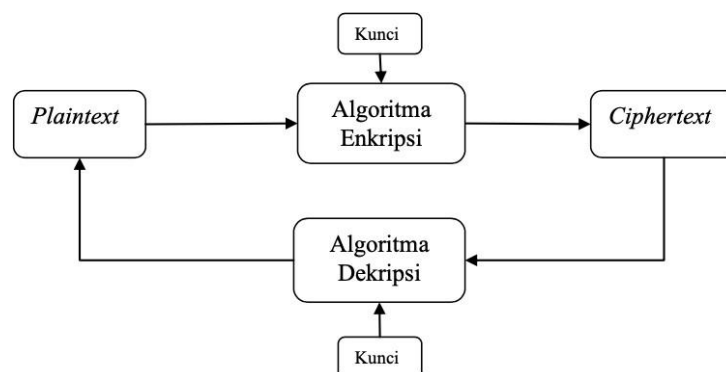 Kunci
Plaintext
Algoritma
Enkripsi
Ciphertext
Algoritma
Dekripsi
Kunci